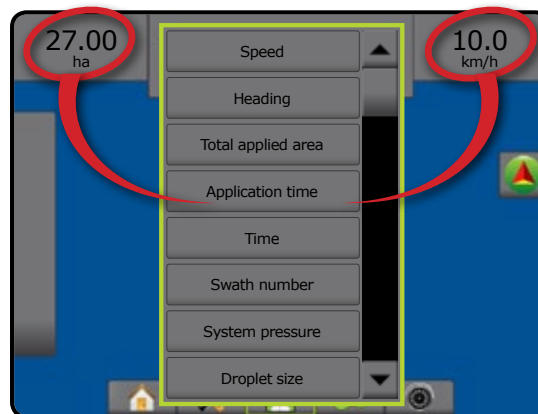 27.00
ha
10.0
km/h
Speed
Heading
Total applied area
Application time
Time
Swath number
System pressure
Droplet size